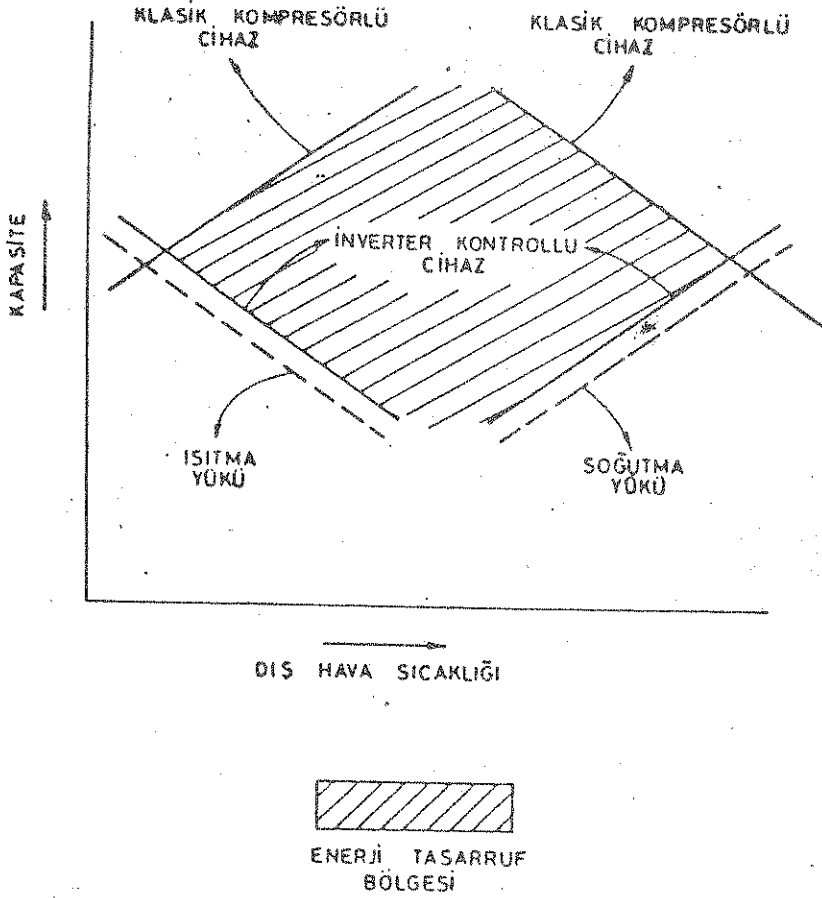 KLASİK KOMPRESÖRLÜ
CİHAZ
KLASİK KOMPRESÖRLÜ
CİHAZ
KAPASİTE
İNVERTER KONTROLLU
CİHAZ
ISITMA
YÜKÜ
SOĞUTMA
YÜKÜ
DIŞ HAVA SICAKLIĞI
ENERJİ TASARRUF
BÖLGESİ